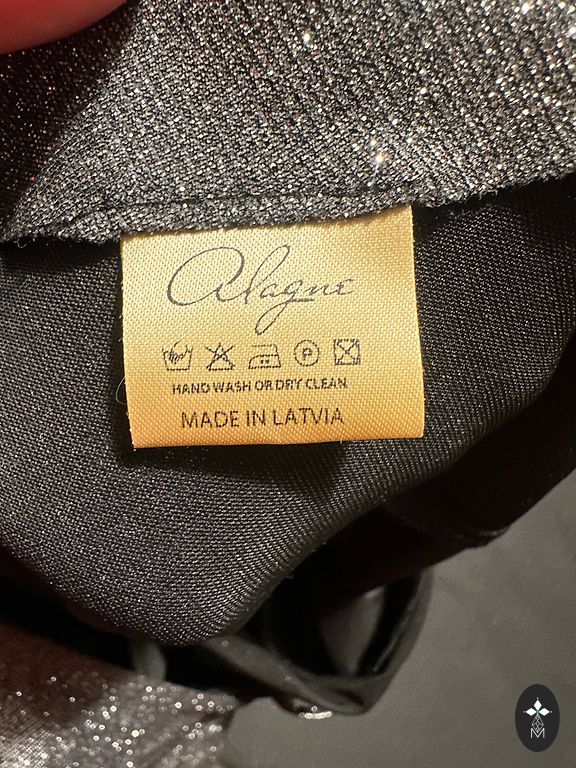 Alagne
P
HAND WASH OR DRY CLEAN
MADE IN LATVIA
M